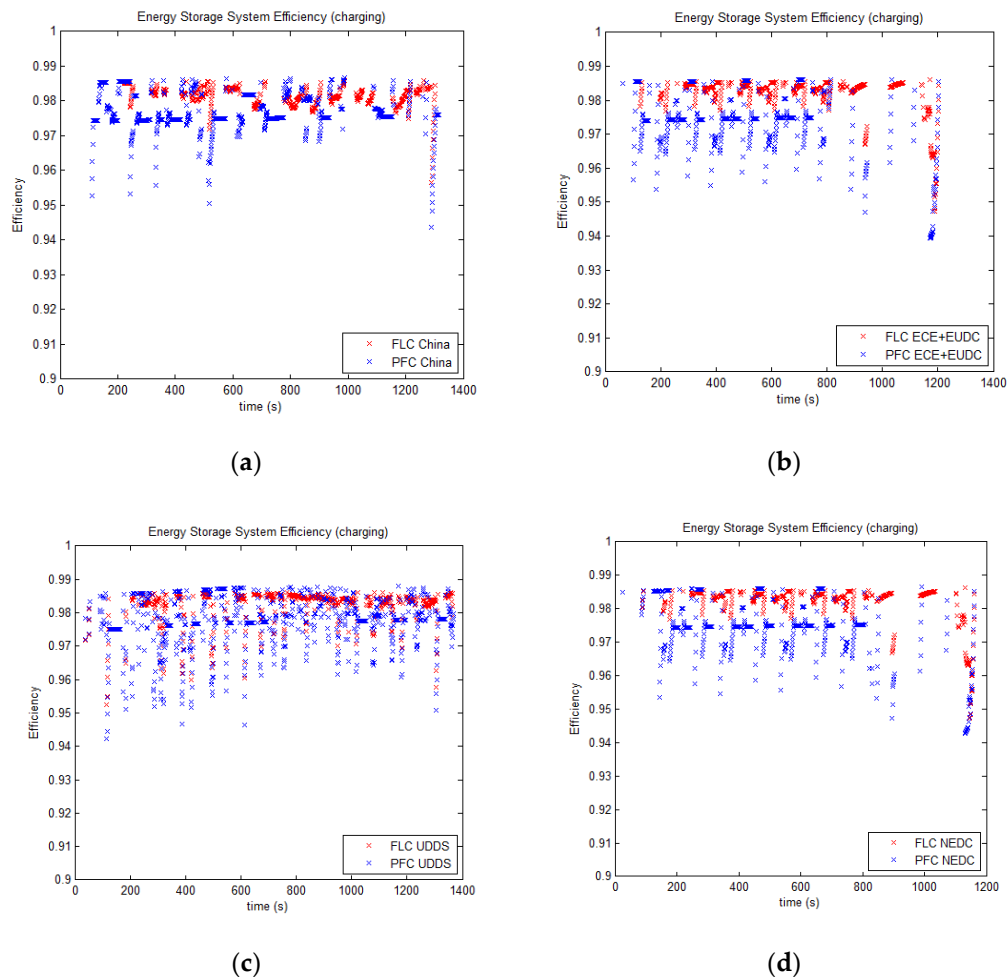 Energy Storage System Efficiency (charging)
1
0.99
0.98
0.97
0.96
0.95
0.94
0.93
0.92
0.91
0.9
Efficiency
0 200 400 600 800 1000 1200 1400
time (s)
FLC China
PFC China
(a)
Energy Storage System Efficiency (charging)
1
0.99
0.98
0.97
0.96
0.95
0.94
0.93
0.92
0.91
0.9
Efficiency
0 200 400 600 800 1000 1200 1400
time (s)
FLC ECE+EUDC
PFC ECE+EUDC
(b)
Energy Storage System Efficiency (charging)
1
0.99
0.98
0.97
0.96
0.95
0.94
0.93
0.92
0.91
0.9
Efficiency
0 200 400 600 800 1000 1200 1400
time (s)
FLC UDDS
PFC UDDS
(c)
Energy Storage System Efficiency (charging)
1
0.99
0.98
0.97
0.96
0.95
0.94
0.93
0.92
0.91
0.9
Efficiency
0 200 400 600 800 1000 1200
time (s)
FLC NEDC
PFC NEDC
(d)